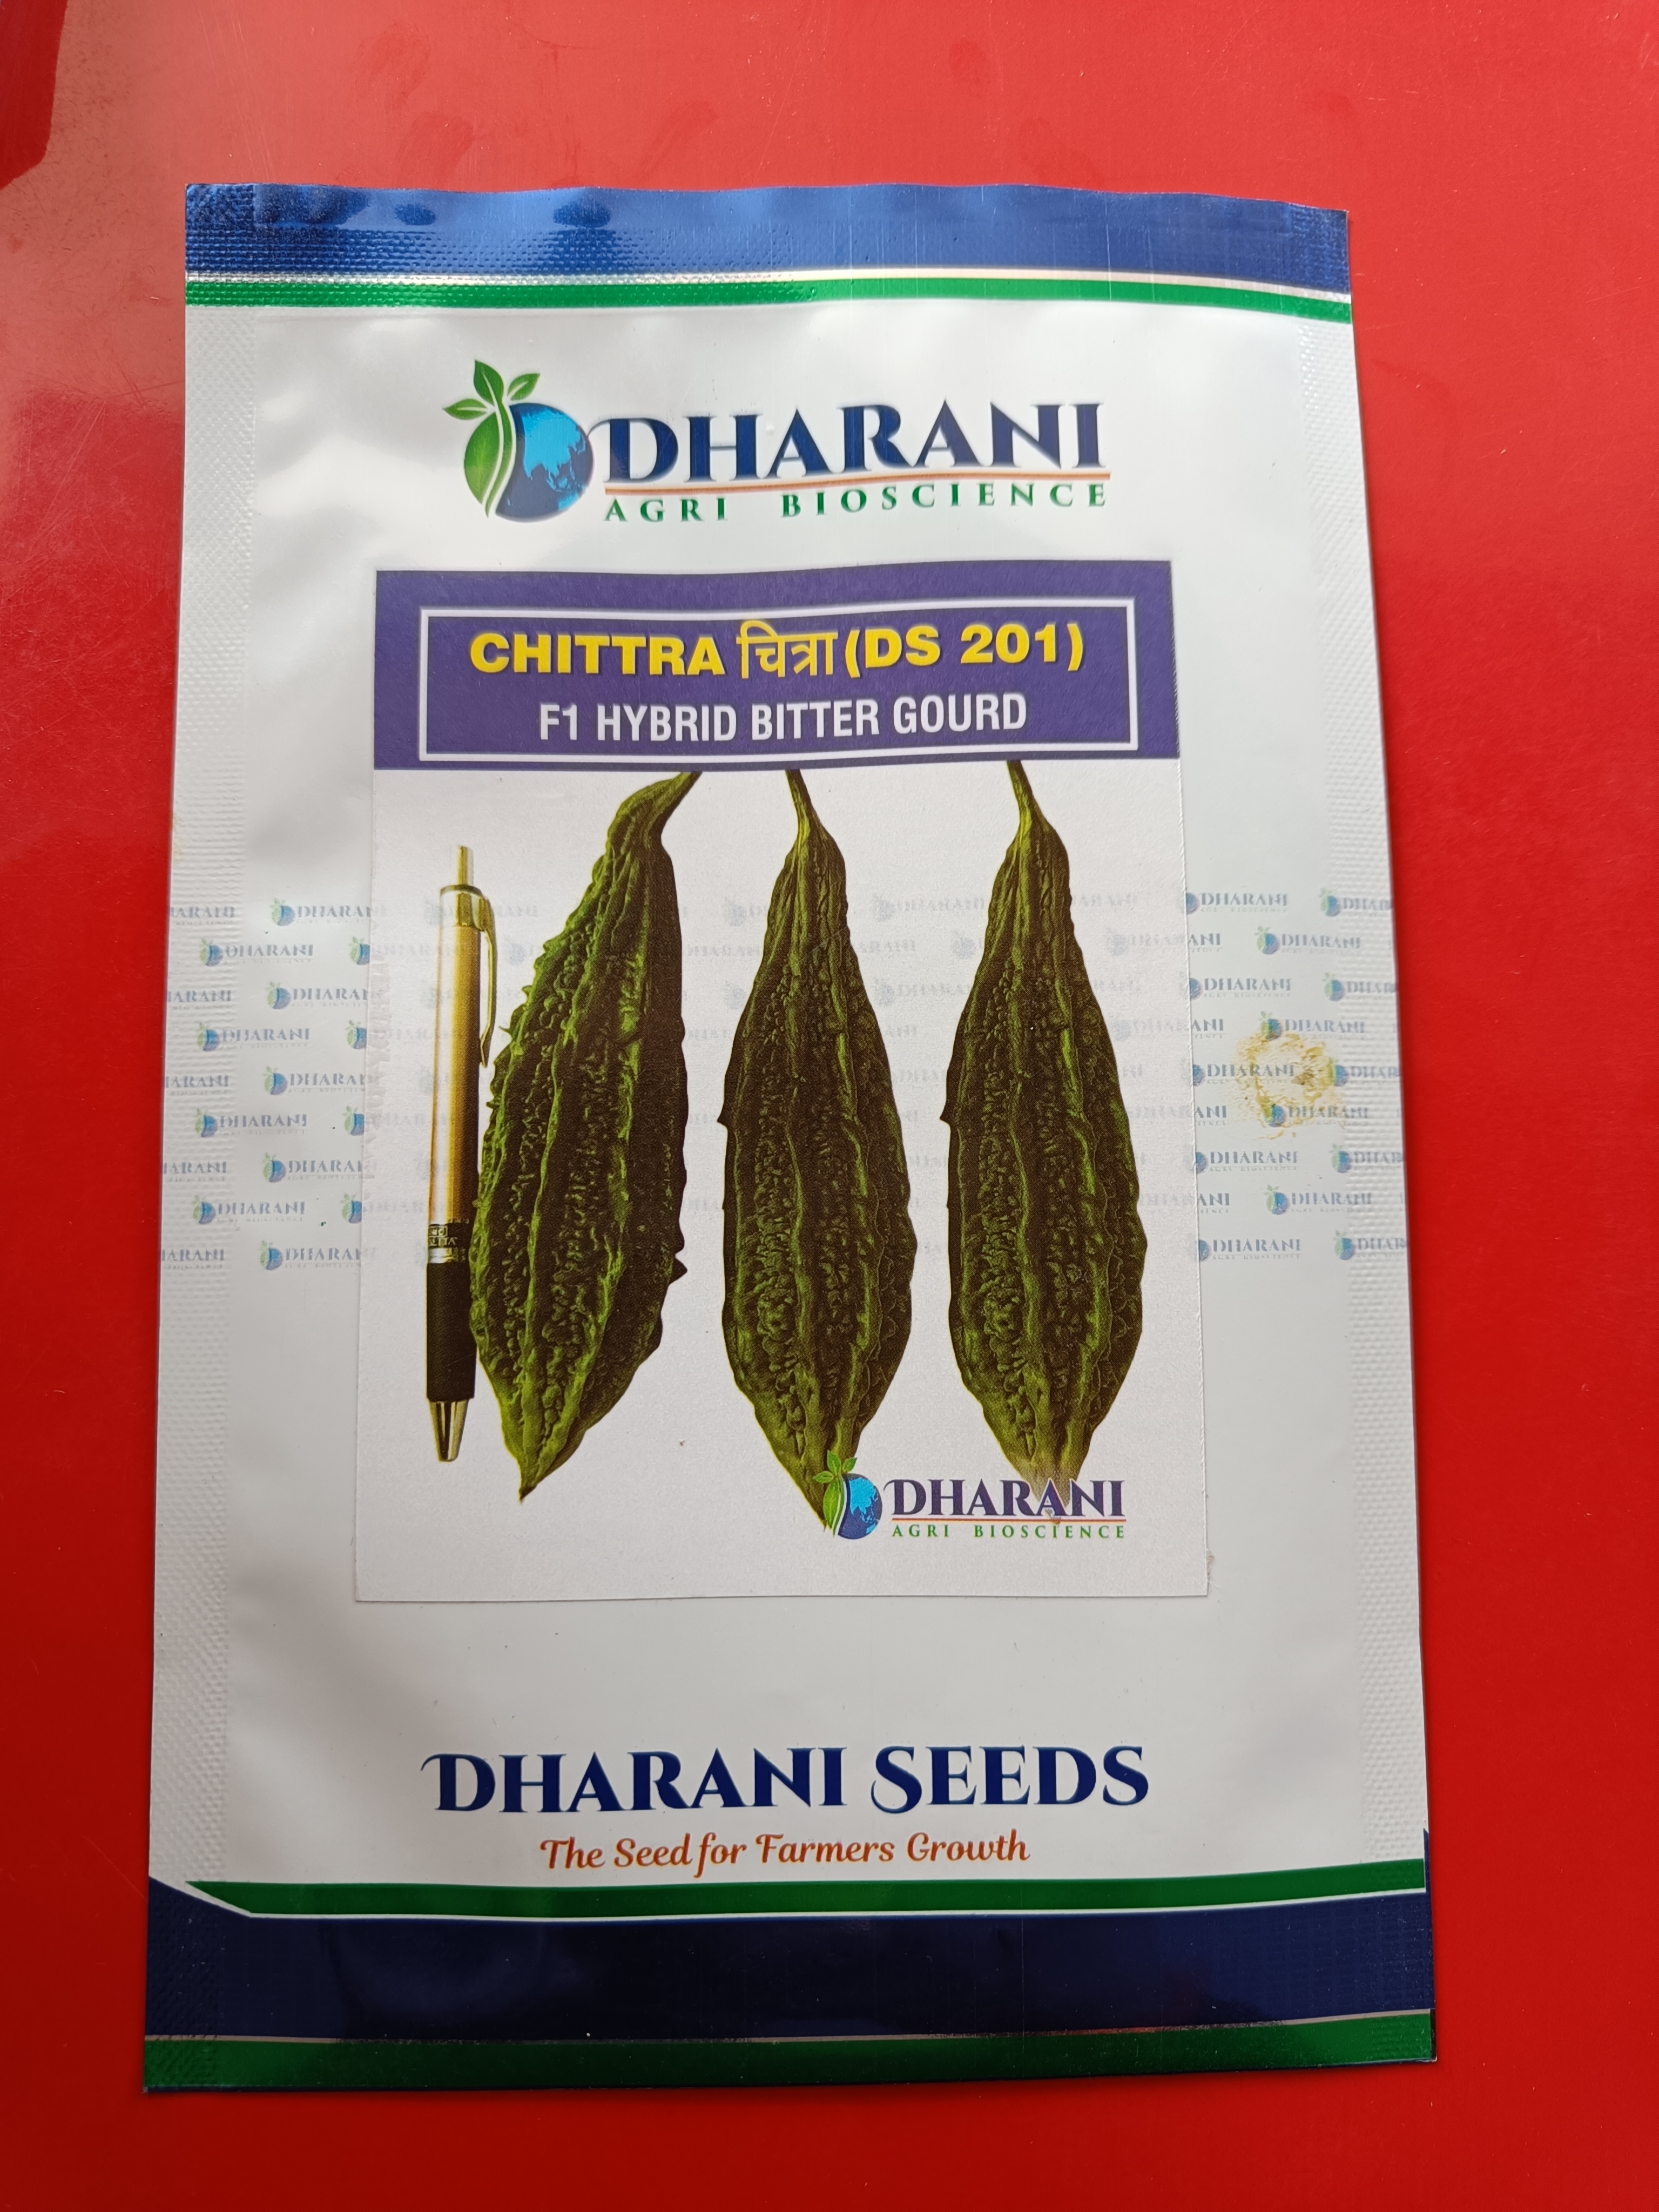 DHARANI
AGRI BIOSCIENCE
CHITTRA चित्रा (DS 201)
F1 HYBRID BITTER GOURD
DHARANI
AGRI BIOSCIENCE
DHARANI SEEDS
The Seed for Farmers Growth